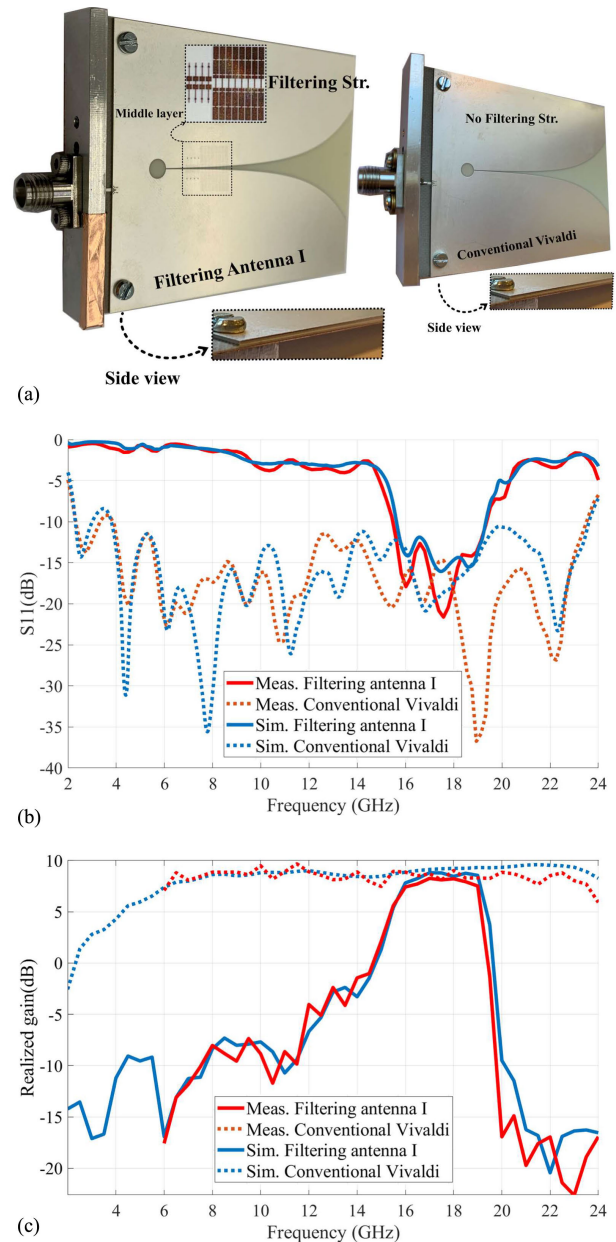 Filtering Str.
Middle layer
Filtering Antenna I
Side view
No Filtering Str.
Conventional Vivaldi
Side view
(a)
0
-5
-10
-15
-20
-25
-30
-35
-40
S11(dB)
Meas. Filtering antenna I
Meas. Conventional Vivaldi
Sim. Filtering antenna I
Sim. Conventional Vivaldi
2 4 6 8 10 12 14 16 18 20 22 24
Frequency (GHz)
(b)
10
5
0
-5
-10
-15
-20
Realized gain(dB)
Meas. Filtering antenna I
Meas. Conventional Vivaldi
Sim. Filtering antenna I
Sim. Conventional Vivaldi
4 6 8 10 12 14 16 18 20 22 24
Frequency (GHz)
(c)